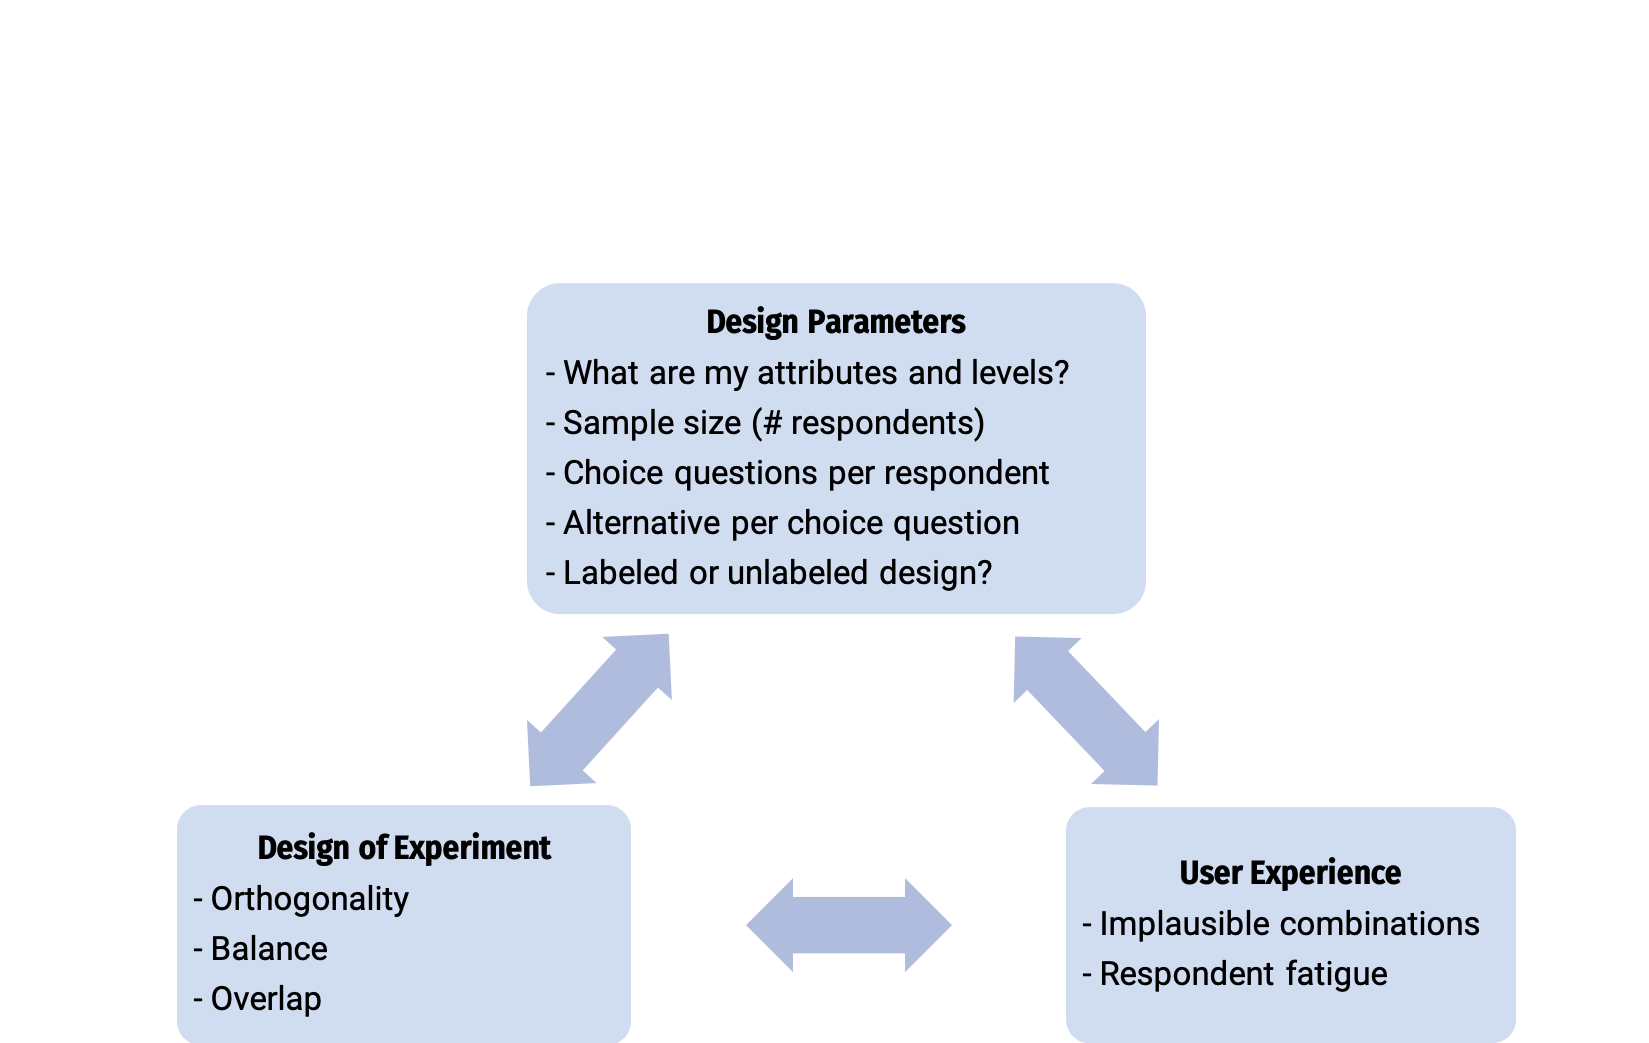 Design Parameters
- What are my attributes and levels?
- Sample size (# respondents)
- Choice questions per respondent
- Alternative per choice question
- Labeled or unlabeled design?
Design of Experiment
- Orthogonality
- Balance
- Overlap
User Experience
- Implausible combinations
- Respondent fatigue